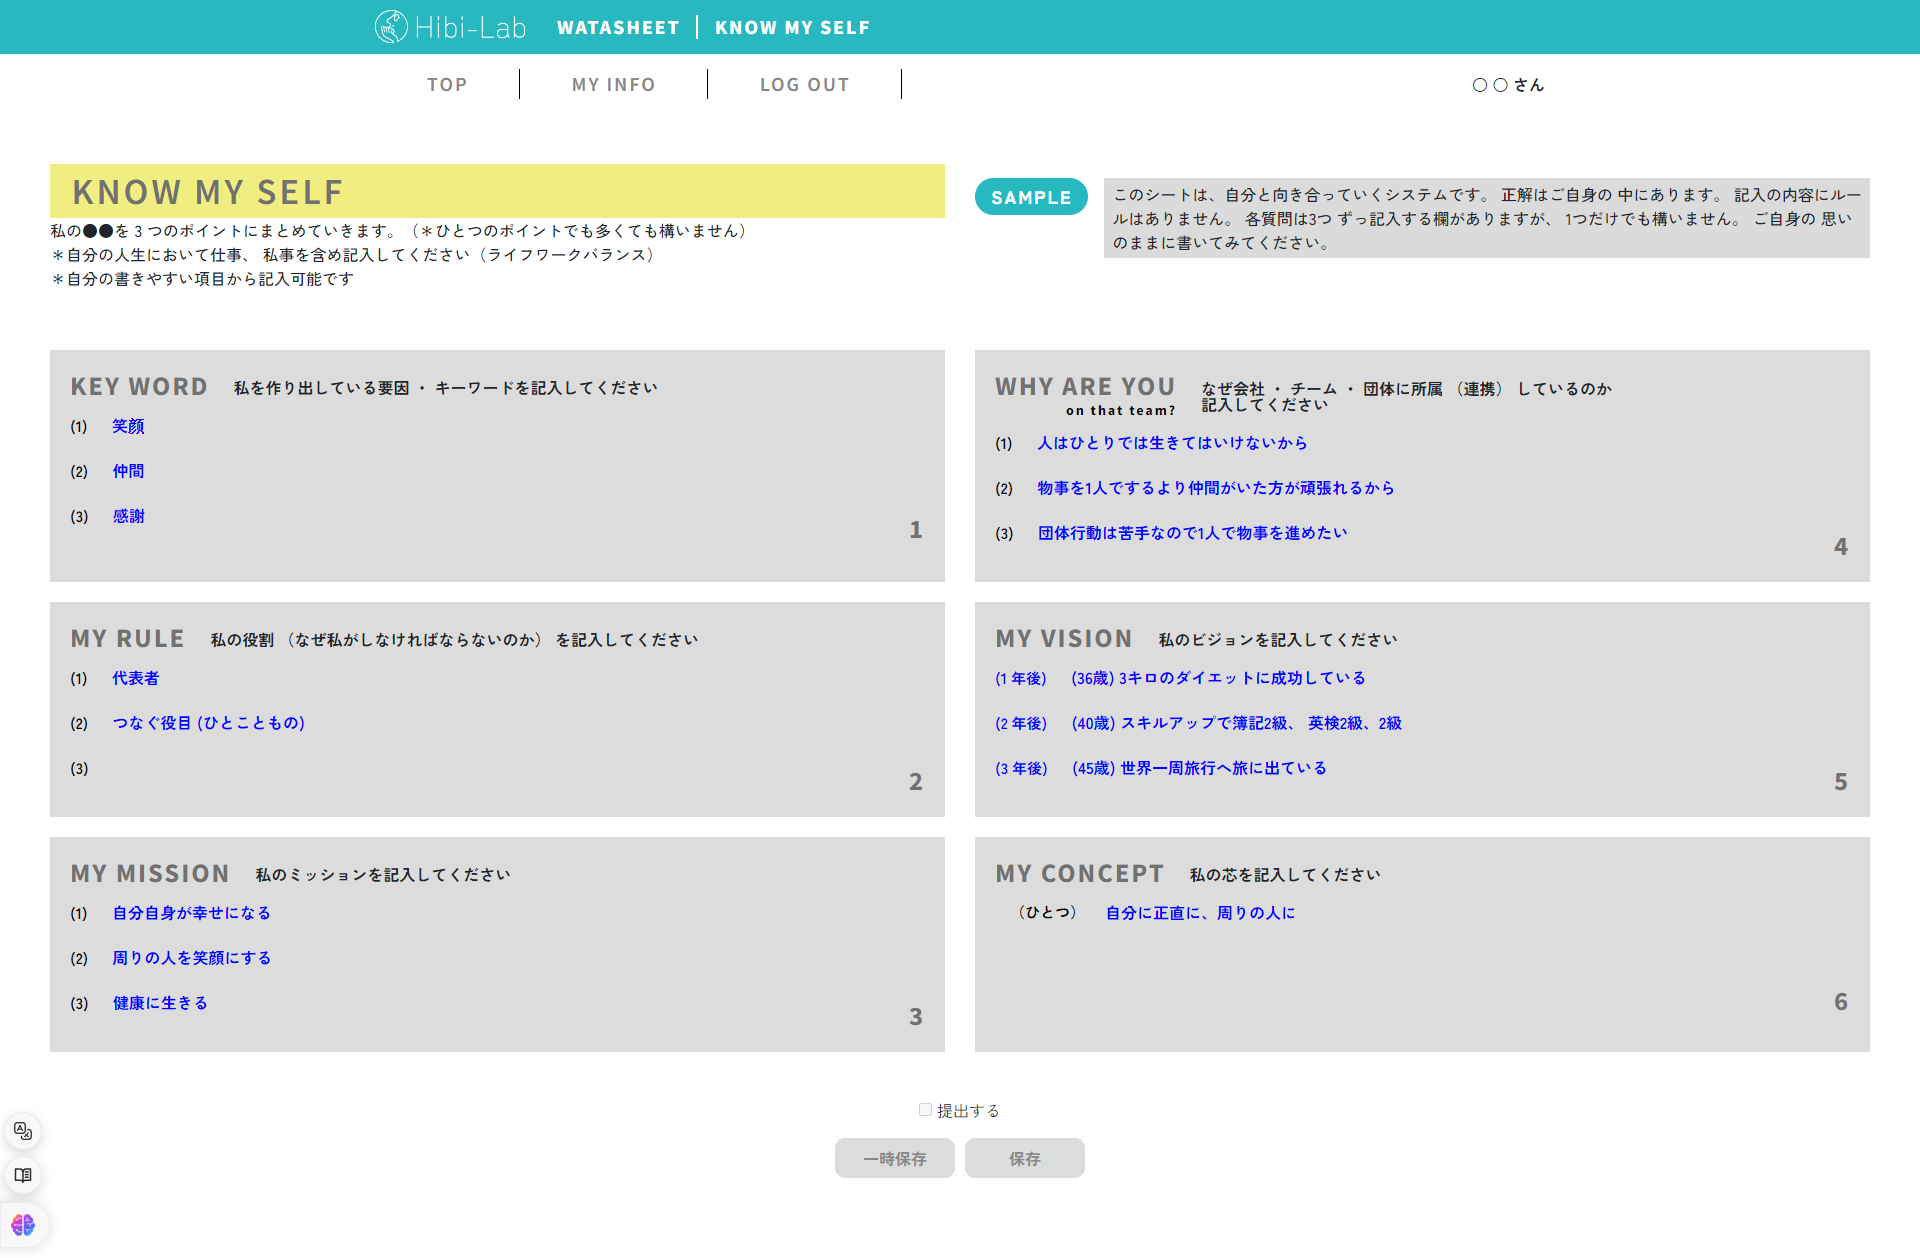 Hibi-Lab WATASHEET KNOW MY SELF
TOP MY INFO LOG OUT 〇 〇 さん
KNOW MY SELF
私の●●を 3 つのポイントにまとめていきます。（＊ひとつのポイントでも多くても構いません）
＊自分の人生において仕事、 私事を含め記入してください（ライフワークバランス）
＊自分の書きやすい項目から記入可能です
SAMPLE
このシートは、自分と向き合っていくシステムです。 正解はご自身の 中にあります。 記入の内容にルー
ルはありません。 各質問は3つ ずっ記入する欄がありますが、 1つだけでも構いません。 ご自身の 思い
のままに書いてみてください。
KEY WORD 私を作り出している要因 ・ キーワードを記入してください
(1) 笑顔
(2) 仲間
(3) 感謝
1
WHY ARE YOU
on that team?
なぜ会社 ・ チーム ・ 団体に所属 （連携） しているのか
記入してください
(1) 人はひとりでは生きてはいけないから
(2) 物事を1人でするより仲間がいた方が頑張れるから
(3) 団体行動は苦手なので1人で物事を進めたい
4
MY RULE 私の役割 （なぜ私がしなければならないのか） を記入してください
(1) 代表者
(2) つなぐ役目 (ひとこともの)
(3)
2
MY VISION 私のビジョンを記入してください
(1 年後) (36歳) 3キロのダイエットに成功している
(2 年後) (40歳) スキルアップで簿記2級、 英検2級、2級
(3 年後) (45歳) 世界一周旅行へ旅に出ている
5
MY MISSION 私のミッションを記入してください
(1) 自分自身が幸せになる
(2) 周りの人を笑顔にする
(3) 健康に生きる
3
MY CONCEPT 私の芯を記入してください
（ひとつ） 自分に正直に、周りの人に
6
提出する
一時保存 保存